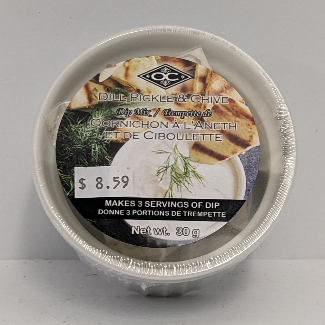 OC
DILL PICKLE & CHIVE
Dip Mix / Trempette de
CORNICHON À L'ANETH
ET DE CIBOULETTE
$ 8.59
MAKES 3 SERVINGS OF DIP
DONNE 3 PORTIONS DE TREMPETTE
Net wt. 30 g